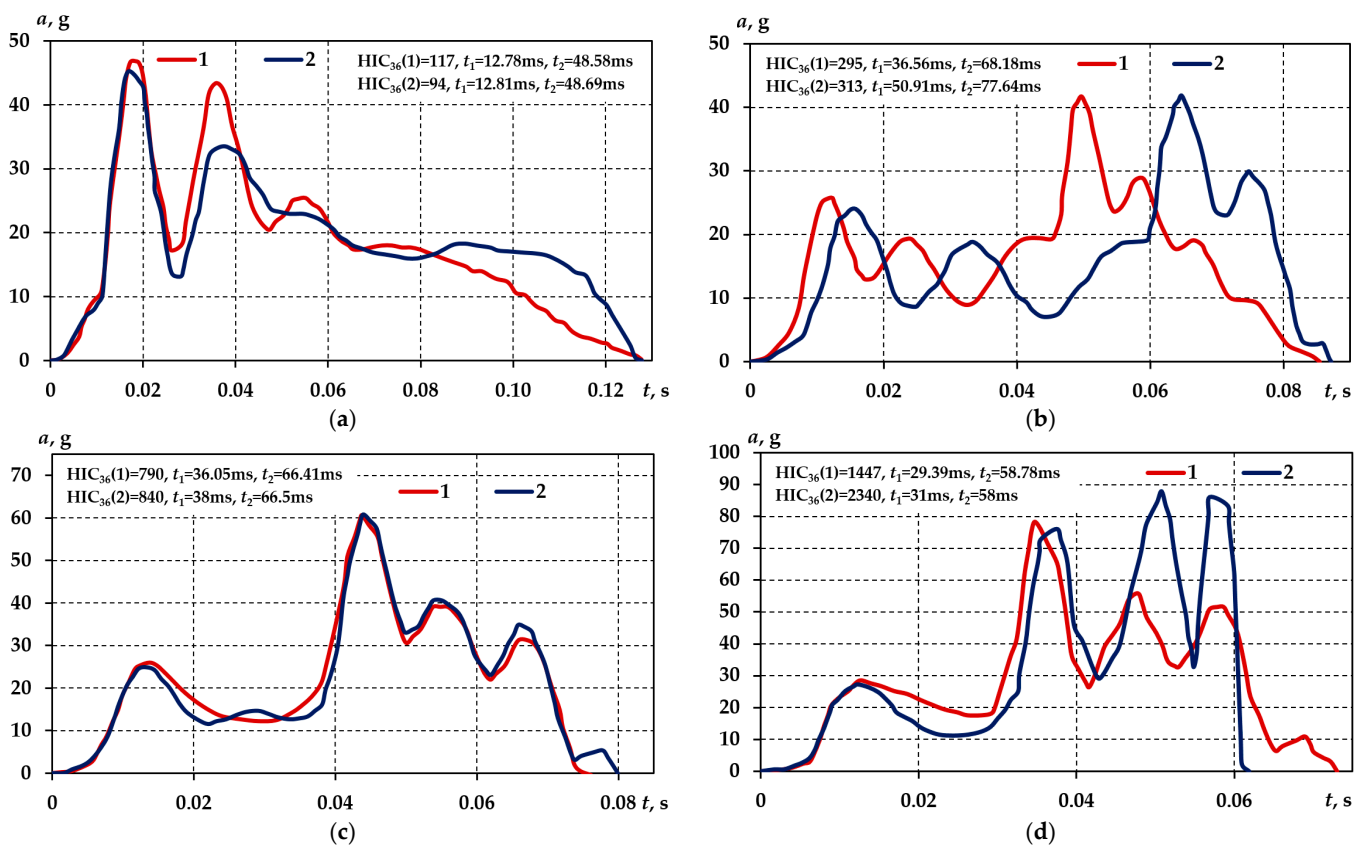 a, g
50
40
30
20
10
0
1 2
HIC₃₆(1)=117, t₁=12.78ms, t₂=48.58ms
HIC₃₆(2)=94, t₁=12.81ms, t₂=48.69ms
0 0.02 0.04 0.06 0.08 0.10 0.12 t, s
(a)
a, g
50
40
30
20
10
0
HIC₃₆(1)=295, t₁=36.56ms, t₂=68.18ms
HIC₃₆(2)=313, t₁=50.91ms, t₂=77.64ms
1 2
0 0.02 0.04 0.06 0.08 t, s
(b)
a, g
70
60
50
40
30
20
10
0
HIC₃₆(1)=790, t₁=36.05ms, t₂=66.41ms
HIC₃₆(2)=840, t₁=38ms, t₂=66.5ms
1 2
0 0.02 0.04 0.06 0.08 t, s
(c)
a, g
100
90
80
70
60
50
40
30
20
10
0
HIC₃₆(1)=1447, t₁=29.39ms, t₂=58.78ms
HIC₃₆(2)=2340, t₁=31ms, t₂=58ms
1 2
0 0.02 0.04 0.06 t, s
(d)